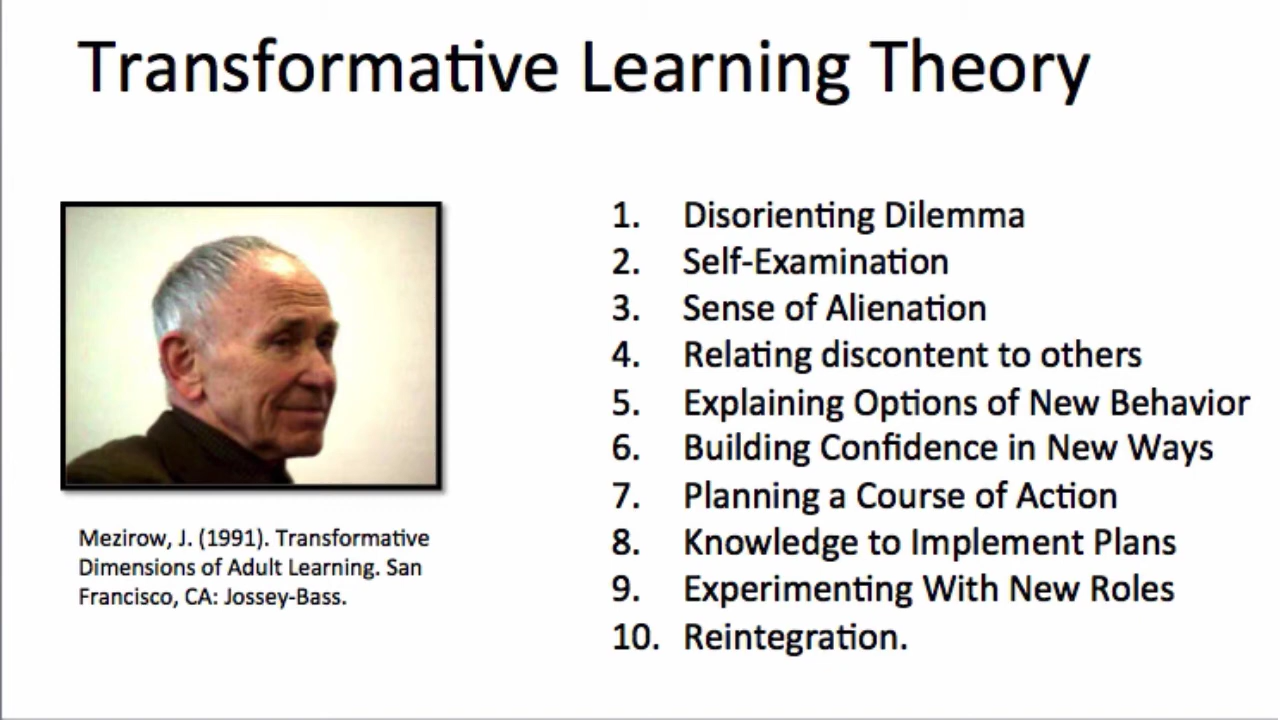 Transformative Learning Theory
1. Disorienting Dilemma
2. Self-Examination
3. Sense of Alienation
4. Relating discontent to others
5. Explaining Options of New Behavior
6. Building Confidence in New Ways
7. Planning a Course of Action
8. Knowledge to Implement Plans
9. Experimenting With New Roles
10. Reintegration.
Mezirow, J. (1991). Transformative
Dimensions of Adult Learning. San
Francisco, CA: Jossey-Bass.